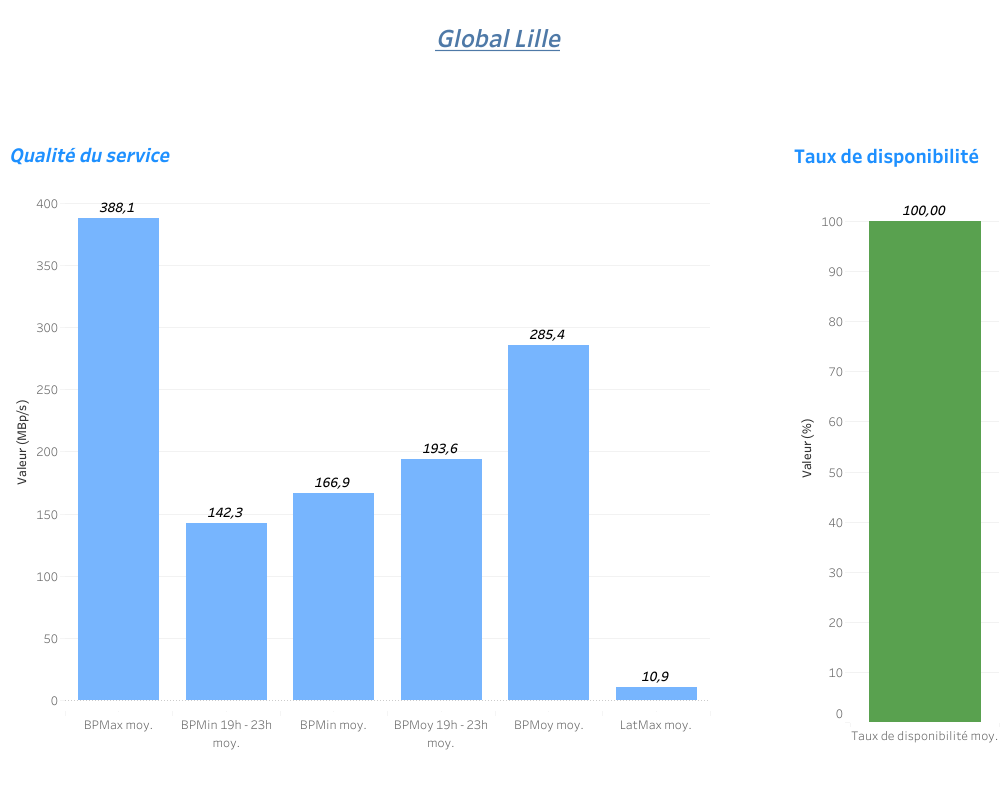 Global Lille
Qualité du service
Valeur (MBp/s)
400
350
300
250
200
150
100
50
0
388,1
142,3
166,9
193,6
285,4
10,9
BPMax moy.
BPMin 19h - 23h
moy.
BPMin moy.
BPMoy 19h - 23h
moy.
BPMoy moy.
LatMax moy.
Taux de disponibilité
Valeur (%)
100
90
80
70
60
50
40
30
20
10
0
100,00
Taux de disponibilité moy.